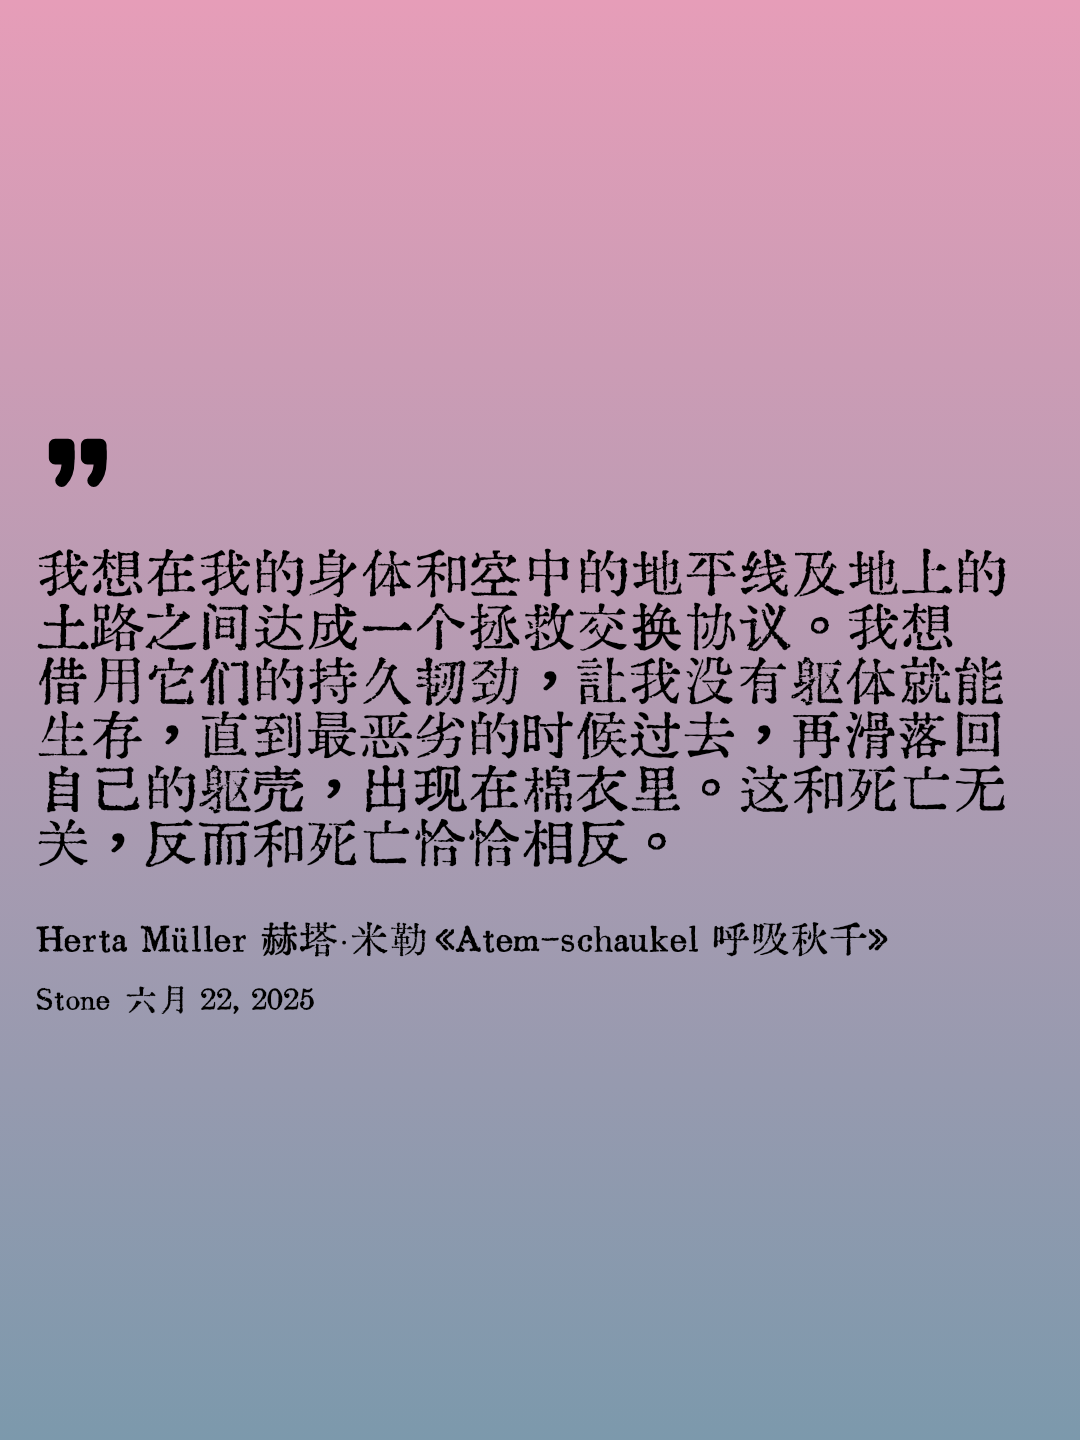 ”
我想在我的身体和空中的地平线及地上的
土路之间达成一个拯救交换协议。我想
借用它们的持久韧劲，訁上我没有躯体就能
生存，直到最恶劣的时候过去，再滑落回
自己的躯壳，出现在棉衣里。这和死亡无
关，反而和死亡恰恰相反。
Herta Müller 赫塔·米勒《Atem-schaukel 呼吸秋千》
Stone 六月 22, 2025